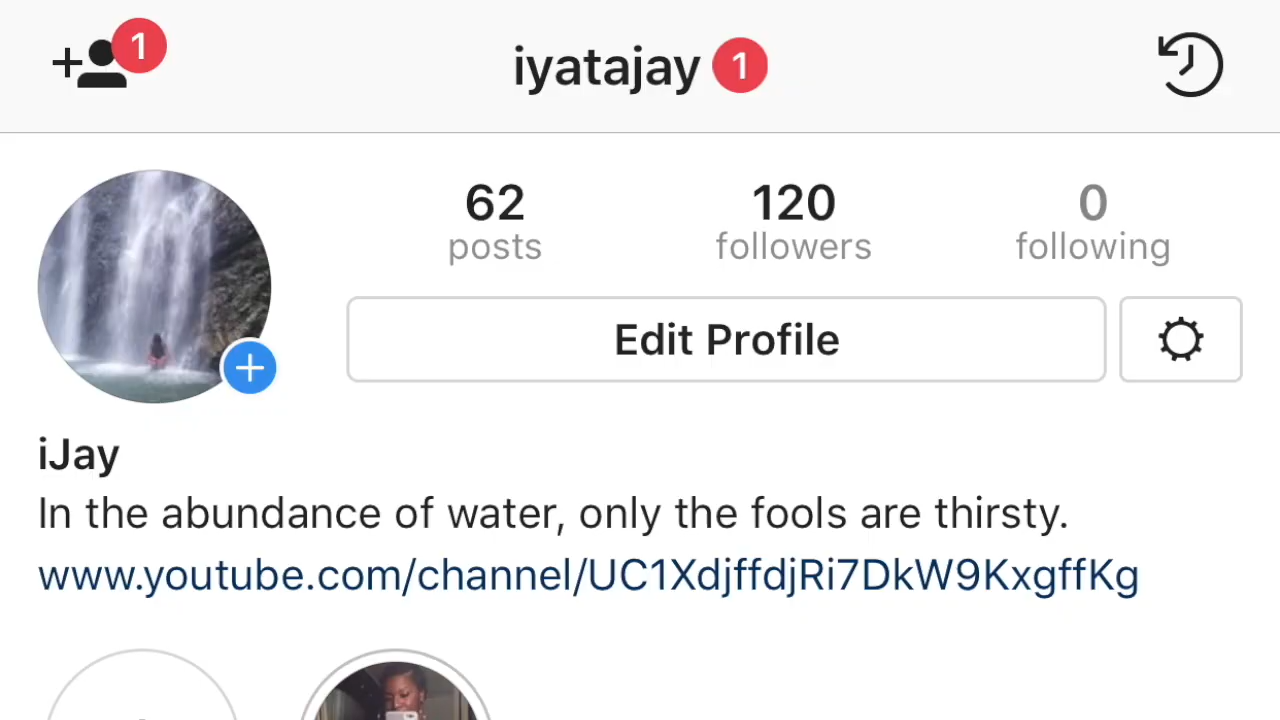 1
iyatajay 1
62 120 0
posts followers following
Edit Profile
iJay
In the abundance of water, only the fools are thirsty.
www.youtube.com/channel/UC1XdjffdjRi7DkW9KxgffKg